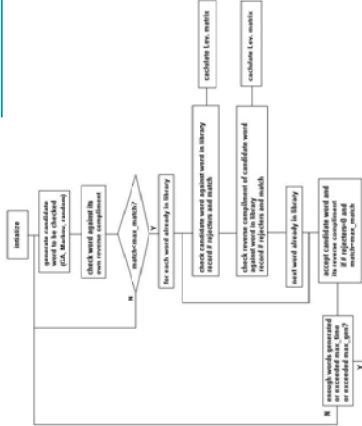 initialize
generate candidate
word to be checked
(GA, Markov, random)
check word against its
own reverse compliment
match<max_match?
N
Y
for each word already in library
check candidate word against word in library
record # rejecters and match
calculate Lev. matrix
check reverse compliment of candidate word
against word in library
record # rejecters and match
calculate Lev. matrix
next word already in library
accept candidate word and
its reverse compliment
if # rejecters=0 and
match<max_match
enough words generated
or exceeded max_time
or exceeded max_gen?
N
Y